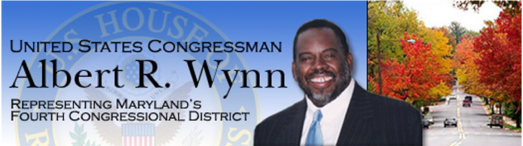 UNITED STATES CONGRESSMAN
Albert R. Wynn
REPRESENTING MARYLAND'S
FOURTH CONGRESSIONAL DISTRICT